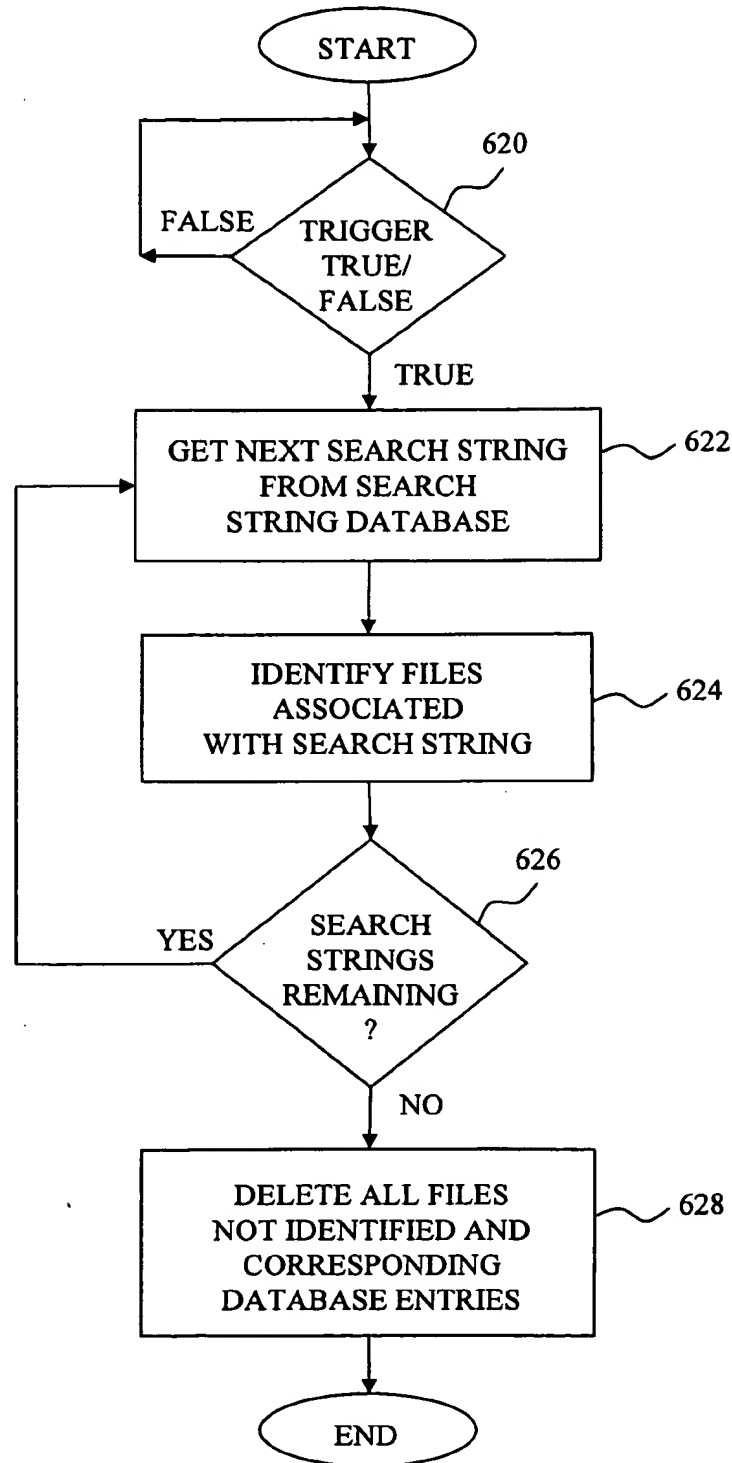 START
620
FALSE
TRIGGER
TRUE/
FALSE
TRUE
GET NEXT SEARCH STRING
FROM SEARCH
STRING DATABASE
622
IDENTIFY FILES
ASSOCIATED
WITH SEARCH STRING
624
626
YES
SEARCH
STRINGS
REMAINING
?
NO
DELETE ALL FILES
NOT IDENTIFIED AND
CORRESPONDING
DATABASE ENTRIES
628
END